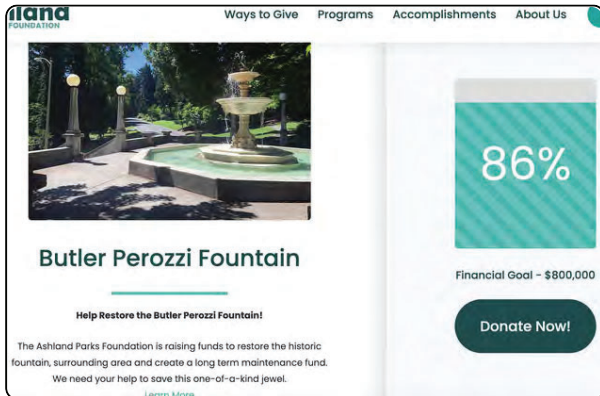 FOUNDATION
Ways to Give Programs Accomplishments About Us
86%
Butler Perozzi Fountain
Financial Goal - $800,000
Help Restore the Butler Perozzi Fountain!
Donate Now!
The Ashland Parks Foundation is raising funds to restore the historic
fountain, surrounding area and create a long term maintenance fund.
We need your help to save this one-of-a-kind jewel.
Learn More